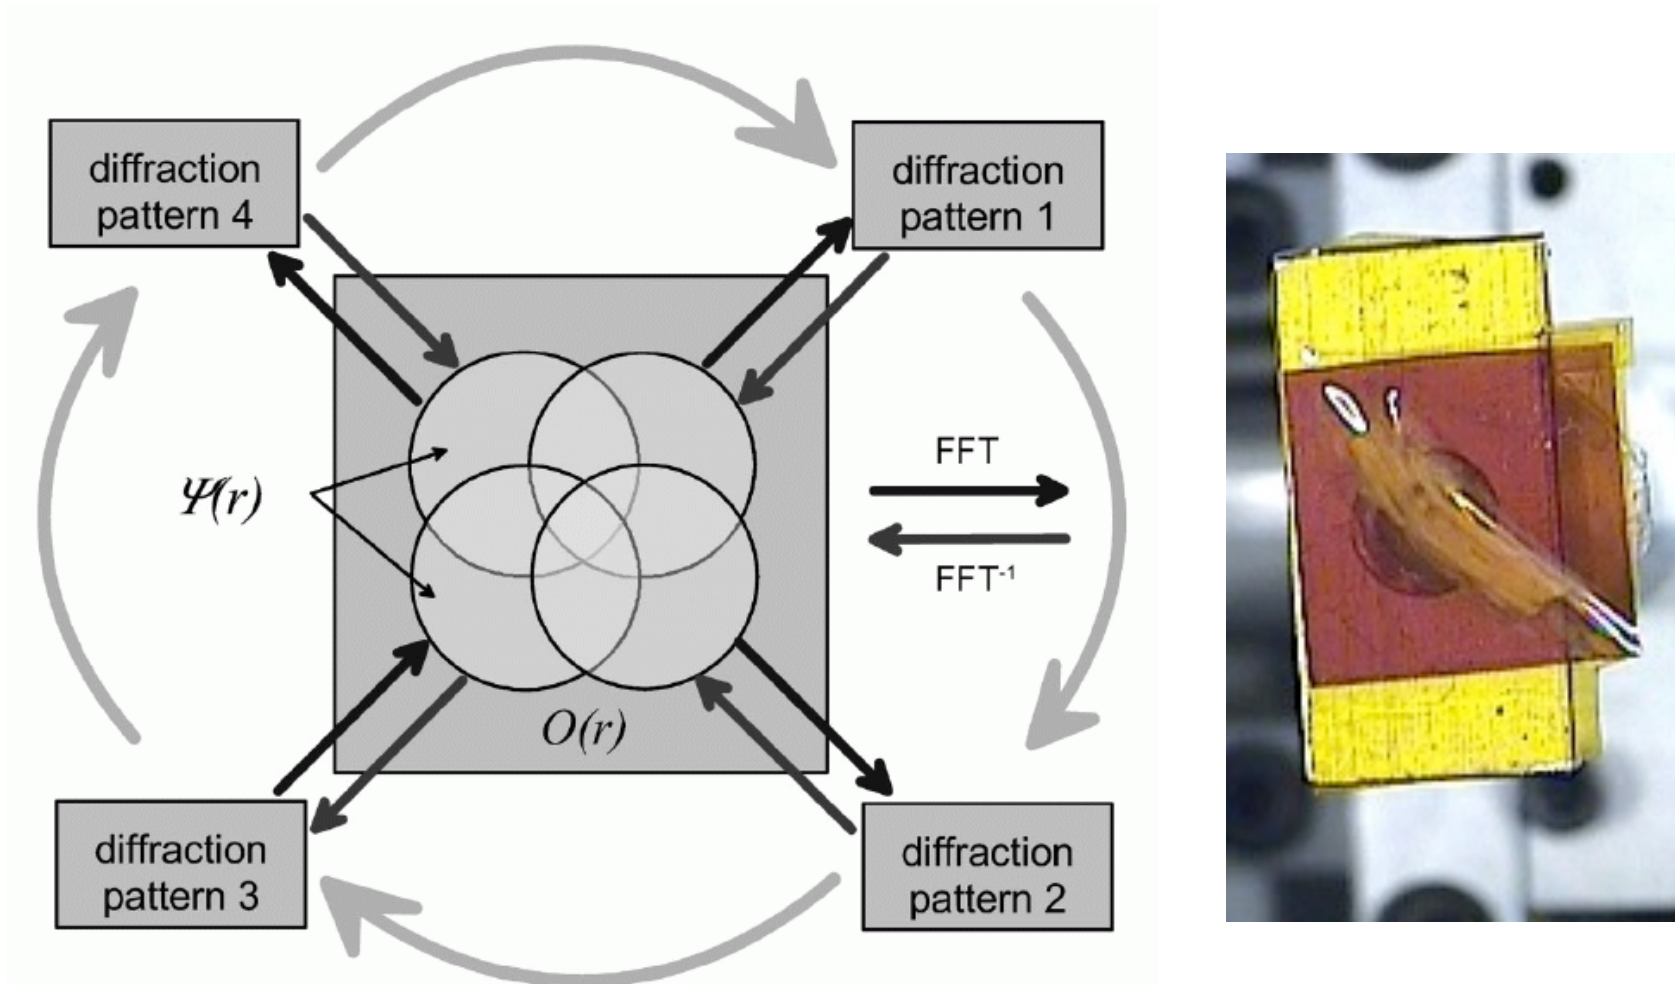 diffraction
pattern 4
diffraction
pattern 1
FFT
Ψ(r)
FFT⁻¹
O(r)
diffraction
pattern 3
diffraction
pattern 2